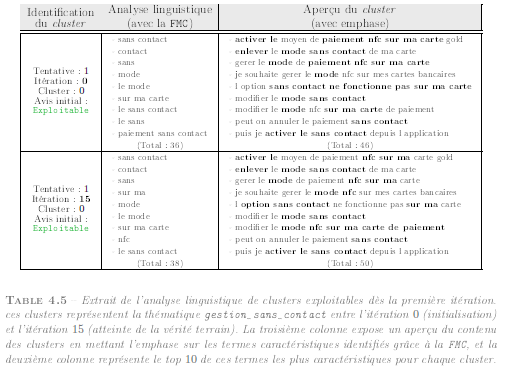 Identification du cluster
Analyse linguistique (avec la FMC)
Aperçu du cluster (avec emphase)
Tentative : 1
Itération : 0
Cluster : 0
Avis initial :
Exploitable
- sans contact
- contact
- sans
- mode
- le mode
- sur ma carte
- le sans contact
- le sans
- paiement sans contact
(Total : 36)
- activer le moyen de paiement nfc sur ma carte gold
- enlever le mode sans contact de ma carte
- gerer le mode de paiement nfc sur ma carte
- je souhaite gerer le mode nfc sur mes cartes bancaires
- l option sans contact ne fonctionne pas sur ma carte
- modifier le mode sans contact
- modifier le mode nfc sur ma carte de paiement
- peut on annuler le paiement sans contact
- puis je activer le sans contact depuis l application
(Total : 46)
Tentative : 1
Itération : 15
Cluster : 0
Avis initial :
Exploitable
- sans contact
- contact
- sans
- sur ma
- mode
- le mode
- sur ma carte
- nfc
- le sans contact
(Total : 38)
- activer le moyen de paiement nfc sur ma carte gold
- enlever le mode sans contact de ma carte
- gerer le mode de paiement nfc sur ma carte
- je souhaite gerer le mode nfc sur mes cartes bancaires
- l option sans contact ne fonctionne pas sur ma carte
- modifier le mode sans contact
- modifier le mode nfc sur ma carte de paiement
- peut on annuler le paiement sans contact
- puis je activer le sans contact depuis l application
(Total : 50)
TABLE 4.5 – Extrait de l'analyse linguistique de clusters exploitables dès la première itération.
ces clusters représentent la thématique gestion_sans_contact entre l'itération 0 (initialisation)
et l'itération 15 (atteinte de la vérité terrain). La troisième colonne expose un aperçu du contenu
des clusters en mettant l'emphase sur les termes caractéristiques identifiés grâce à la FMC, et la
deuxième colonne représente le top 10 de ces termes les plus caractéristiques pour chaque cluster.